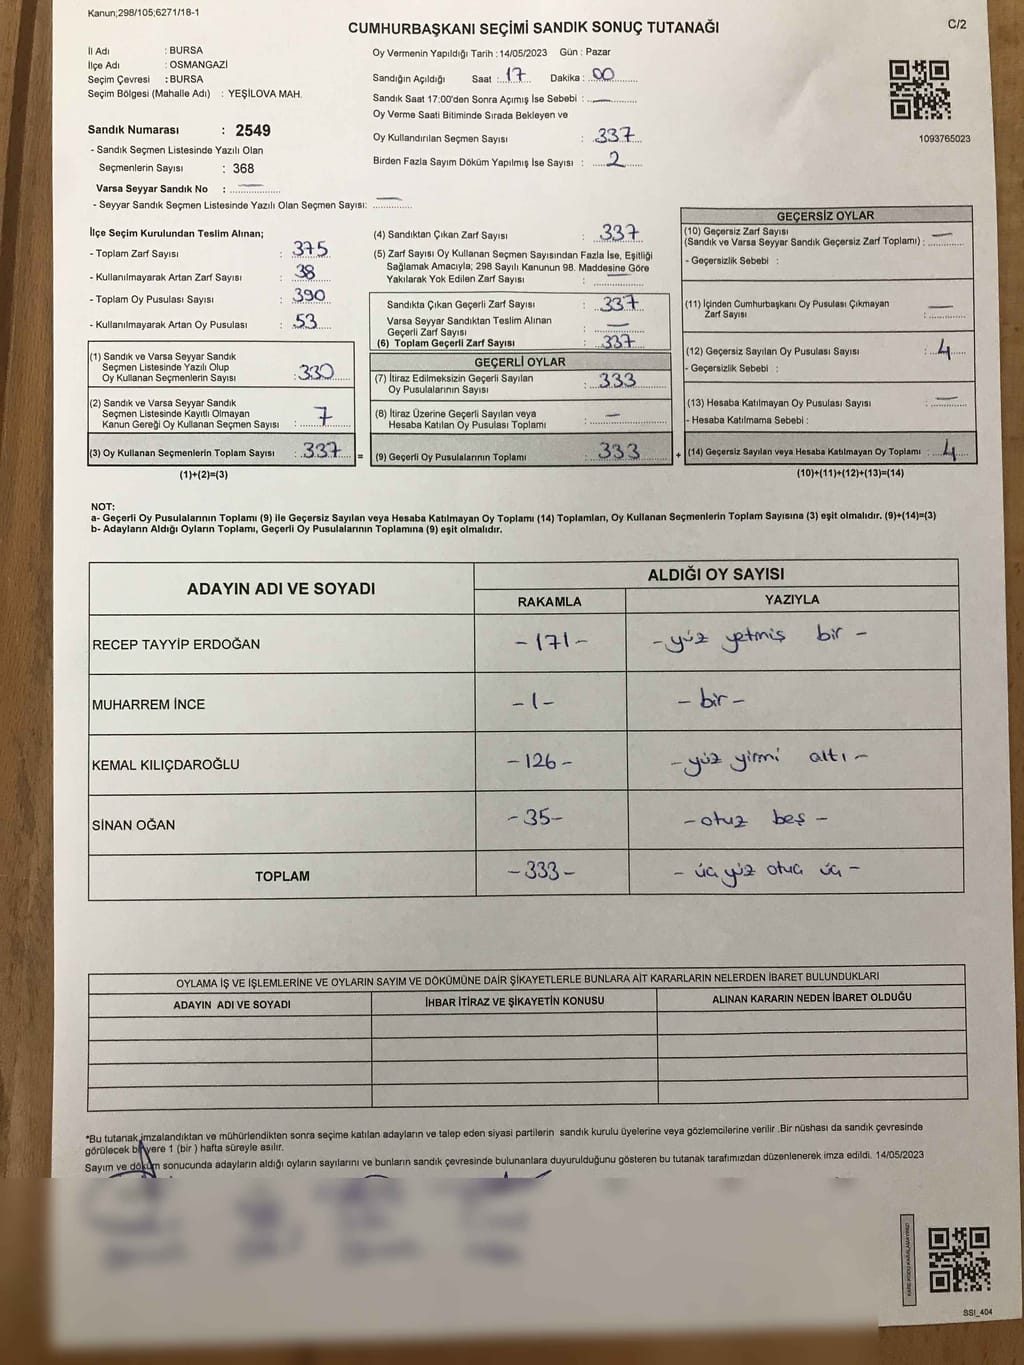 Kanun;298/105;6271/18-1
C/2
CUMHURBAŞKANI SEÇİMİ SANDIK SONUÇ TUTANAĞI
İl Adı : BURSA
İlçe Adı : OSMANGAZİ
Seçim Çevresi : BURSA
Seçim Bölgesi (Mahalle Adı) : YEŞİLOVA MAH.
Sandık Numarası : 2549
- Sandık Seçmen Listesinde Yazılı Olan
Seçmenlerin Sayısı : 368
Varsa Seyyar Sandık No : —
- Seyyar Sandık Seçmen Listesinde Yazılı Olan Seçmen Sayısı: —
Oy Vermenin Yapıldığı Tarih : 14/05/2023 Gün : Pazar
Sandığın Açıldığı Saat : 17 Dakika : 00
Sandık Saat 17:00'den Sonra Açımış İse Sebebi : —
Oy Verme Saati Bitiminde Sırada Bekleyen ve
Oy Kullandırılan Seçmen Sayısı : 337
Birden Fazla Sayım Döküm Yapılmış İse Sayısı : 2
1093765023
İlçe Seçim Kurulundan Teslim Alınan;
- Toplam Zarf Sayısı : 375
- Kullanılmayarak Artan Zarf Sayısı : 38
- Toplam Oy Pusulası Sayısı : 390
- Kullanılmayarak Artan Oy Pusulası : 53
(1) Sandık ve Varsa Seyyar Sandık
Seçmen Listesinde Yazılı Olup
Oy Kullanan Seçmenlerin Sayısı : 330
(2) Sandık ve Varsa Seyyar Sandık
Seçmen Listesinde Kayıtlı Olmayan
Kanun Gereği Oy Kullanan Seçmen Sayısı : 7
(3) Oy Kullanan Seçmenlerin Toplam Sayısı : 337 =
(1)+(2)=(3)
(4) Sandıktan Çıkan Zarf Sayısı : 337
(5) Zarf Sayısı Oy Kullanan Seçmen Sayısından Fazla İse, Eşitliği
Sağlamak Amacıyla; 298 Sayılı Kanunun 98. Maddesine Göre
Yakılarak Yok Edilen Zarf Sayısı : —
Sandıkta Çıkan Geçerli Zarf Sayısı : 337
Varsa Seyyar Sandıktan Teslim Alınan
Geçerli Zarf Sayısı : —
(6) Toplam Geçerli Zarf Sayısı : 337
GEÇERLİ OYLAR
(7) İtiraz Edilmeksizin Geçerli Sayılan
Oy Pusulalarının Sayısı : 333
(8) İtiraz Üzerine Geçerli Sayılan veya
Hesaba Katılan Oy Pusulası Toplamı : —
(9) Geçerli Oy Pusulalarının Toplamı : 333 +
GEÇERSİZ OYLAR
(10) Geçersiz Zarf Sayısı
(Sandık ve Varsa Seyyar Sandık Geçersiz Zarf Toplamı) : —
- Geçersizlik Sebebi :
(11) İçinden Cumhurbaşkanı Oy Pusulası Çıkmayan
Zarf Sayısı : —
(12) Geçersiz Sayılan Oy Pusulası Sayısı : 4
- Geçersizlik Sebebi :
(13) Hesaba Katılmayan Oy Pusulası Sayısı : —
- Hesaba Katılmama Sebebi :
(14) Geçersiz Sayılan veya Hesaba Katılmayan Oy Toplamı : 4
(10)+(11)+(12)+(13)=(14)
NOT:
a- Geçerli Oy Pusulalarının Toplamı (9) ile Geçersiz Sayılan veya Hesaba Katılmayan Oy Toplamı (14) Toplamları, Oy Kullanan Seçmenlerin Toplam Sayısına (3) eşit olmalıdır. (9)+(14)=(3)
b- Adayların Aldığı Oyların Toplamı, Geçerli Oy Pusulalarının Toplamına (9) eşit olmalıdır.
ADAYIN ADI VE SOYADI
ALDIĞI OY SAYISI
RAKAMLA YAZIYLA
RECEP TAYYİP ERDOĞAN -171- -yüz yetmiş bir-
MUHARREM İNCE -1- -bir-
KEMAL KILIÇDAROĞLU -126- -yüz yirmi altı-
SİNAN OĞAN -35- -otuz beş-
TOPLAM -333- -üç yüz otuz üç-
OYLAMA İŞ VE İŞLEMLERİNE VE OYLARIN SAYIM VE DÖKÜMÜNE DAİR ŞİKAYETLERLE BUNLARA AİT KARARLARIN NELERDEN İBARET BULUNDUKLARI
ADAYIN ADI VE SOYADI İHBAR İTİRAZ VE ŞİKAYETİN KONUSU ALINAN KARARIN NEDEN İBARET OLDUĞU
*Bu tutanak imzalandıktan ve mühürlendikten sonra seçime katılan adayların ve talep eden siyasi partilerin sandık kurulu üyelerine veya gözlemcilerine verilir .Bir nüshası da sandık çevresinde
görülecek bir yere 1 (bir ) hafta süreyle asılır.
Sayım ve döküm sonucunda adayların aldığı oyların sayılarını ve bunların sandık çevresinde bulunanlara duyurulduğunu gösteren bu tutanak tarafımızdan düzenlenerek imza edildi. 14/05/2023
KARE KODU KARALAMAYINIZ!
SSI_404